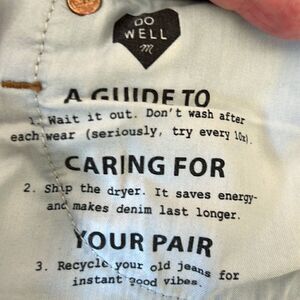 DO
WELL
m
A GUIDE TO
1. Wait it out. Don't wash after
each wear (seriously, try every 10x).
CARING FOR
2. Skip the dryer. It saves energy-
and makes denim last longer.
YOUR PAIR
3. Recycle your old jeans for
instant good vibes.